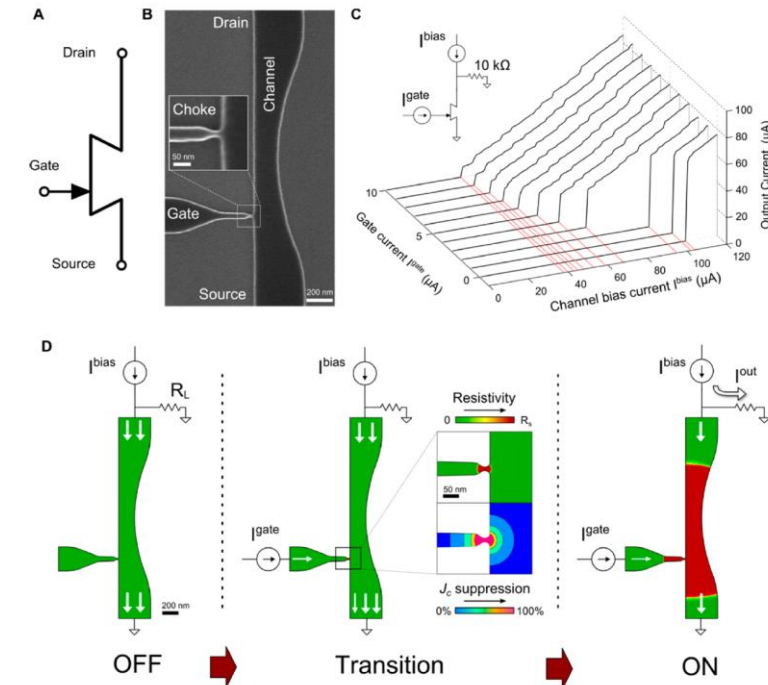 A
Drain
Gate
Source
B
Drain
Channel
Choke
50 nm
Gate
Source
200 nm
C
I^bias
10 kΩ
I^gate
100
80
60
40
20
0
Output Current (µA)
10
5
0
Gate current I^gate (µA)
0
20
40
60
80
100
120
Channel bias current I^bias (µA)
D
I^bias
R_L
200 nm
OFF
I^bias
I^gate
Resistivity
0
R_s
50 nm
J_c suppression
0%
100%
Transition
I^bias
I^out
I^gate
ON